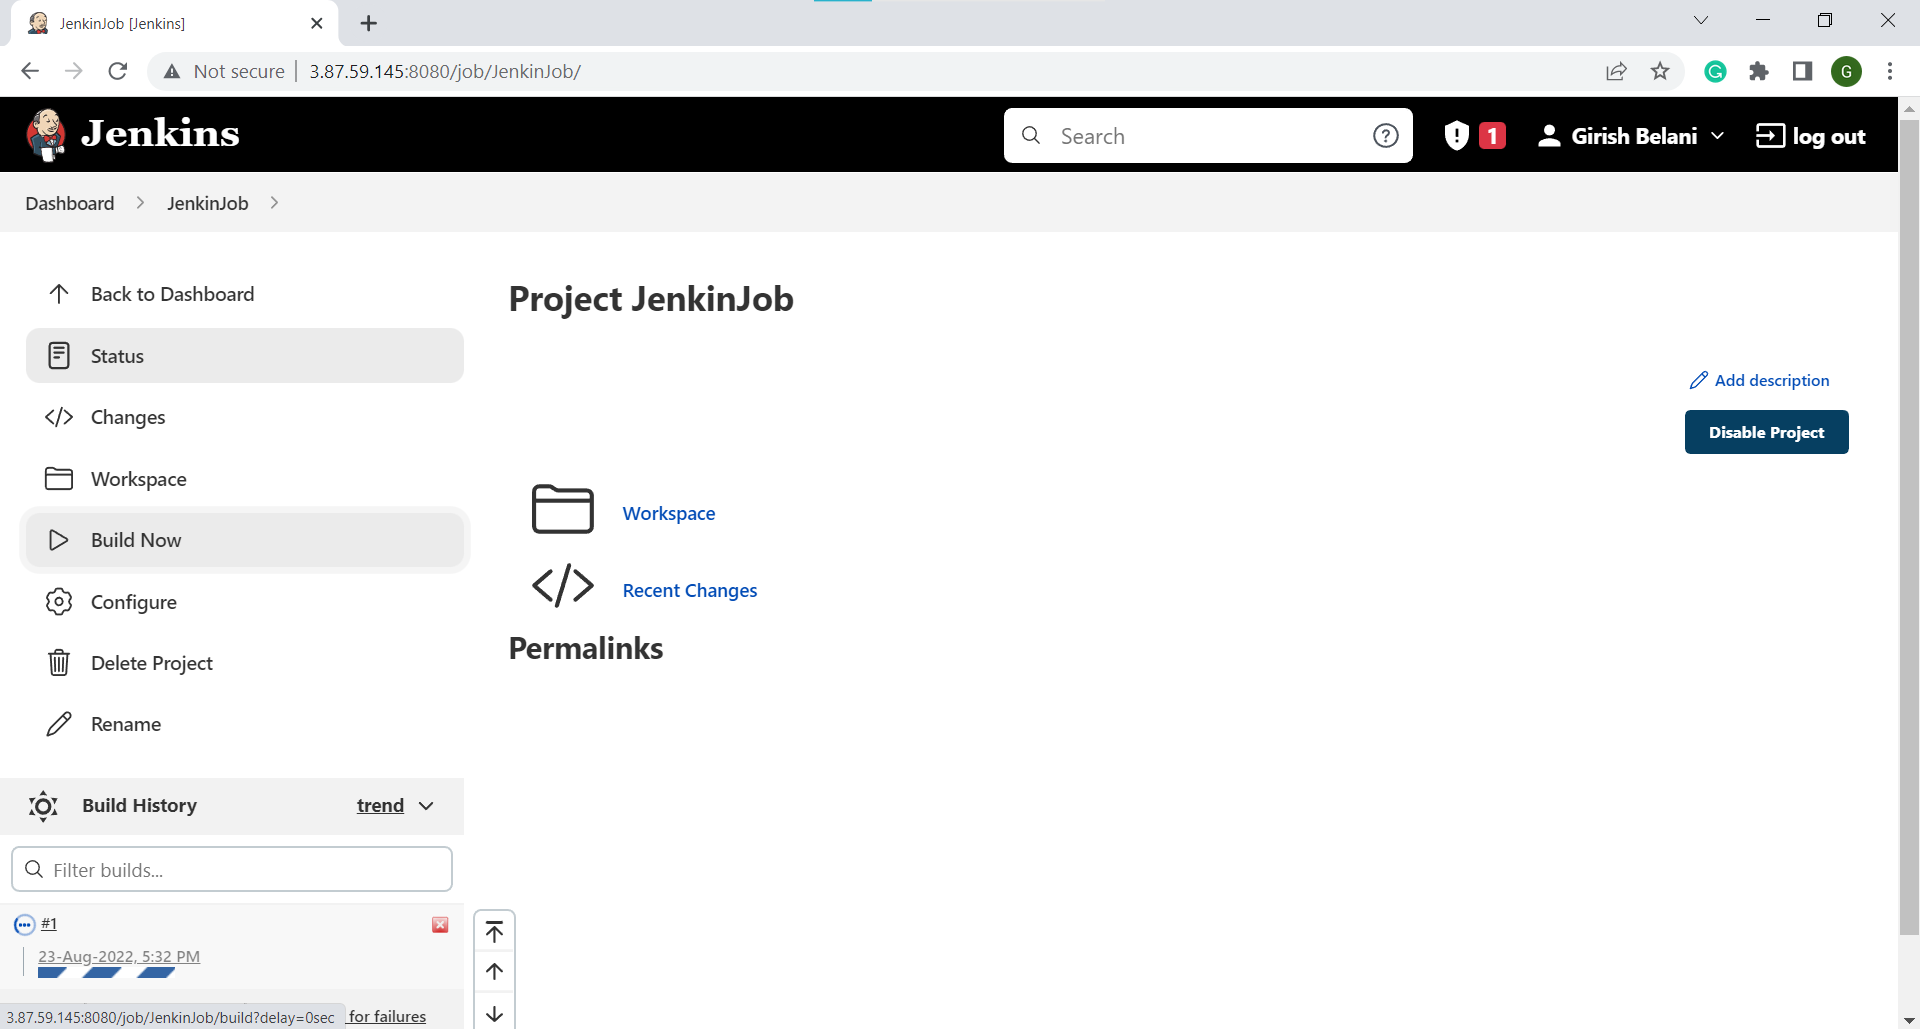 JenkinJob [Jenkins]
Not secure
3.87.59.145:8080/job/JenkinJob/
G
Jenkins
Search
1
Girish Belani
log out
Dashboard
JenkinJob
Back to Dashboard
Status
Changes
Workspace
Build Now
Configure
Delete Project
Rename
Project JenkinJob
Add description
Disable Project
Workspace
Recent Changes
Permalinks
Build History
trend
Filter builds...
#1
23-Aug-2022, 5:32 PM
for failures
3.87.59.145:8080/job/JenkinJob/build?delay=0sec